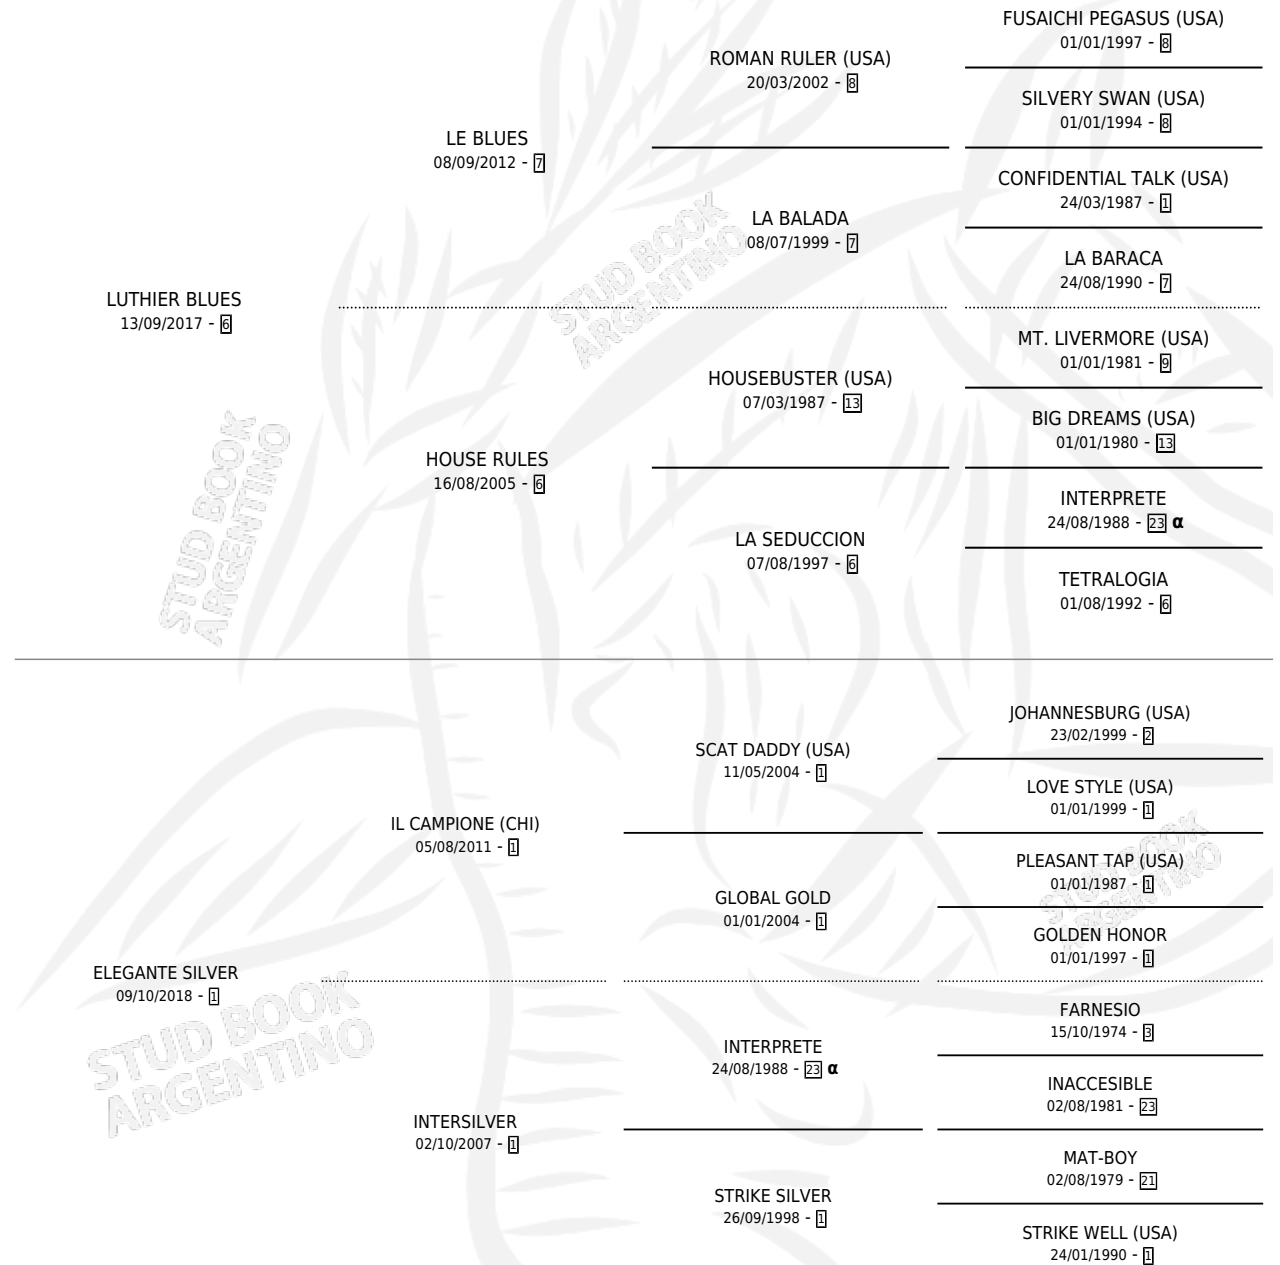 FUSAICHI PEGASUS (USA)
01/01/1997 - 8
ROMAN RULER (USA)
20/03/2002 - 8
SILVERY SWAN (USA)
01/01/1994 - 8
LE BLUES
08/09/2012 - 7
CONFIDENTIAL TALK (USA)
24/03/1987 - 1
LA BALADA
08/07/1999 - 7
LA BARACA
24/08/1990 - 7
LUTHIER BLUES
13/09/2017 - 6
MT. LIVERMORE (USA)
01/01/1981 - 9
HOUSEBUSTER (USA)
07/03/1987 - 13
BIG DREAMS (USA)
01/01/1980 - 13
HOUSE RULES
16/08/2005 - 6
INTERPRETE
24/08/1988 - 23 α
LA SEDUCCION
07/08/1997 - 6
TETRALOGIA
01/08/1992 - 6
STUD BOOK
ARGENTINO
STUD BOOK
ARGENTINO
JOHANNESBURG (USA)
23/02/1999 - 2
SCAT DADDY (USA)
11/05/2004 - 1
LOVE STYLE (USA)
01/01/1999 - 1
IL CAMPIONE (CHI)
05/08/2011 - 1
PLEASANT TAP (USA)
01/01/1987 - 1
GLOBAL GOLD
01/01/2004 - 1
GOLDEN HONOR
01/01/1997 - 1
ELEGANTE SILVER
09/10/2018 - 1
FARNESIO
15/10/1974 - 3
INTERPRETE
24/08/1988 - 23 α
INACCESIBLE
02/08/1981 - 23
INTERSILVER
02/10/2007 - 1
MAT-BOY
02/08/1979 - 21
STRIKE SILVER
26/09/1998 - 1
STRIKE WELL (USA)
24/01/1990 - 1
STUD BOOK
ARGENTINO
STUD BOOK
ARGENTINO